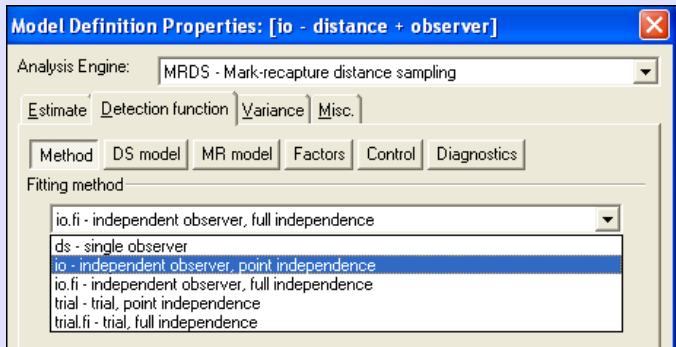 Model Definition Properties: [io - distance + observer]
Analysis Engine: MRDS - Mark-recapture distance sampling
Estimate Detection function Variance Misc.
Method DS model MR model Factors Control Diagnostics
Fitting method
io.fi - independent observer, full independence
ds - single observer
io - independent observer, point independence
io.fi - independent observer, full independence
trial - trial, point independence
trial.fi - trial, full independence